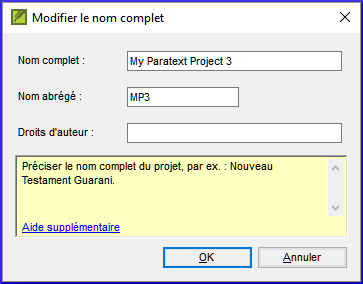 Modifier le nom complet
Nom complet : My Paratext Project 3
Nom abrégé : MP3
Droits d'auteur :
Préciser le nom complet du projet, par ex. : Nouveau
Testament Guarani.
Aide supplémentaire
OK Annuler